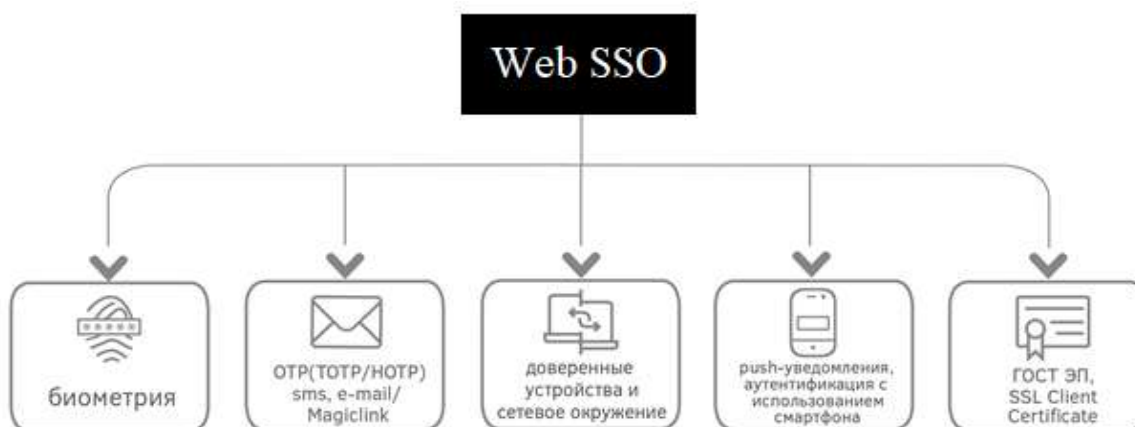 Web SSO
биометрия
OTP(TOTP/HOTP)
sms, e-mail/
Magiclink
доверенные
устройства и
сетевое окружение
push-уведомления,
аутентификация с
использованием
смартфона
ГОСТ ЭП,
SSL Client
Certificate